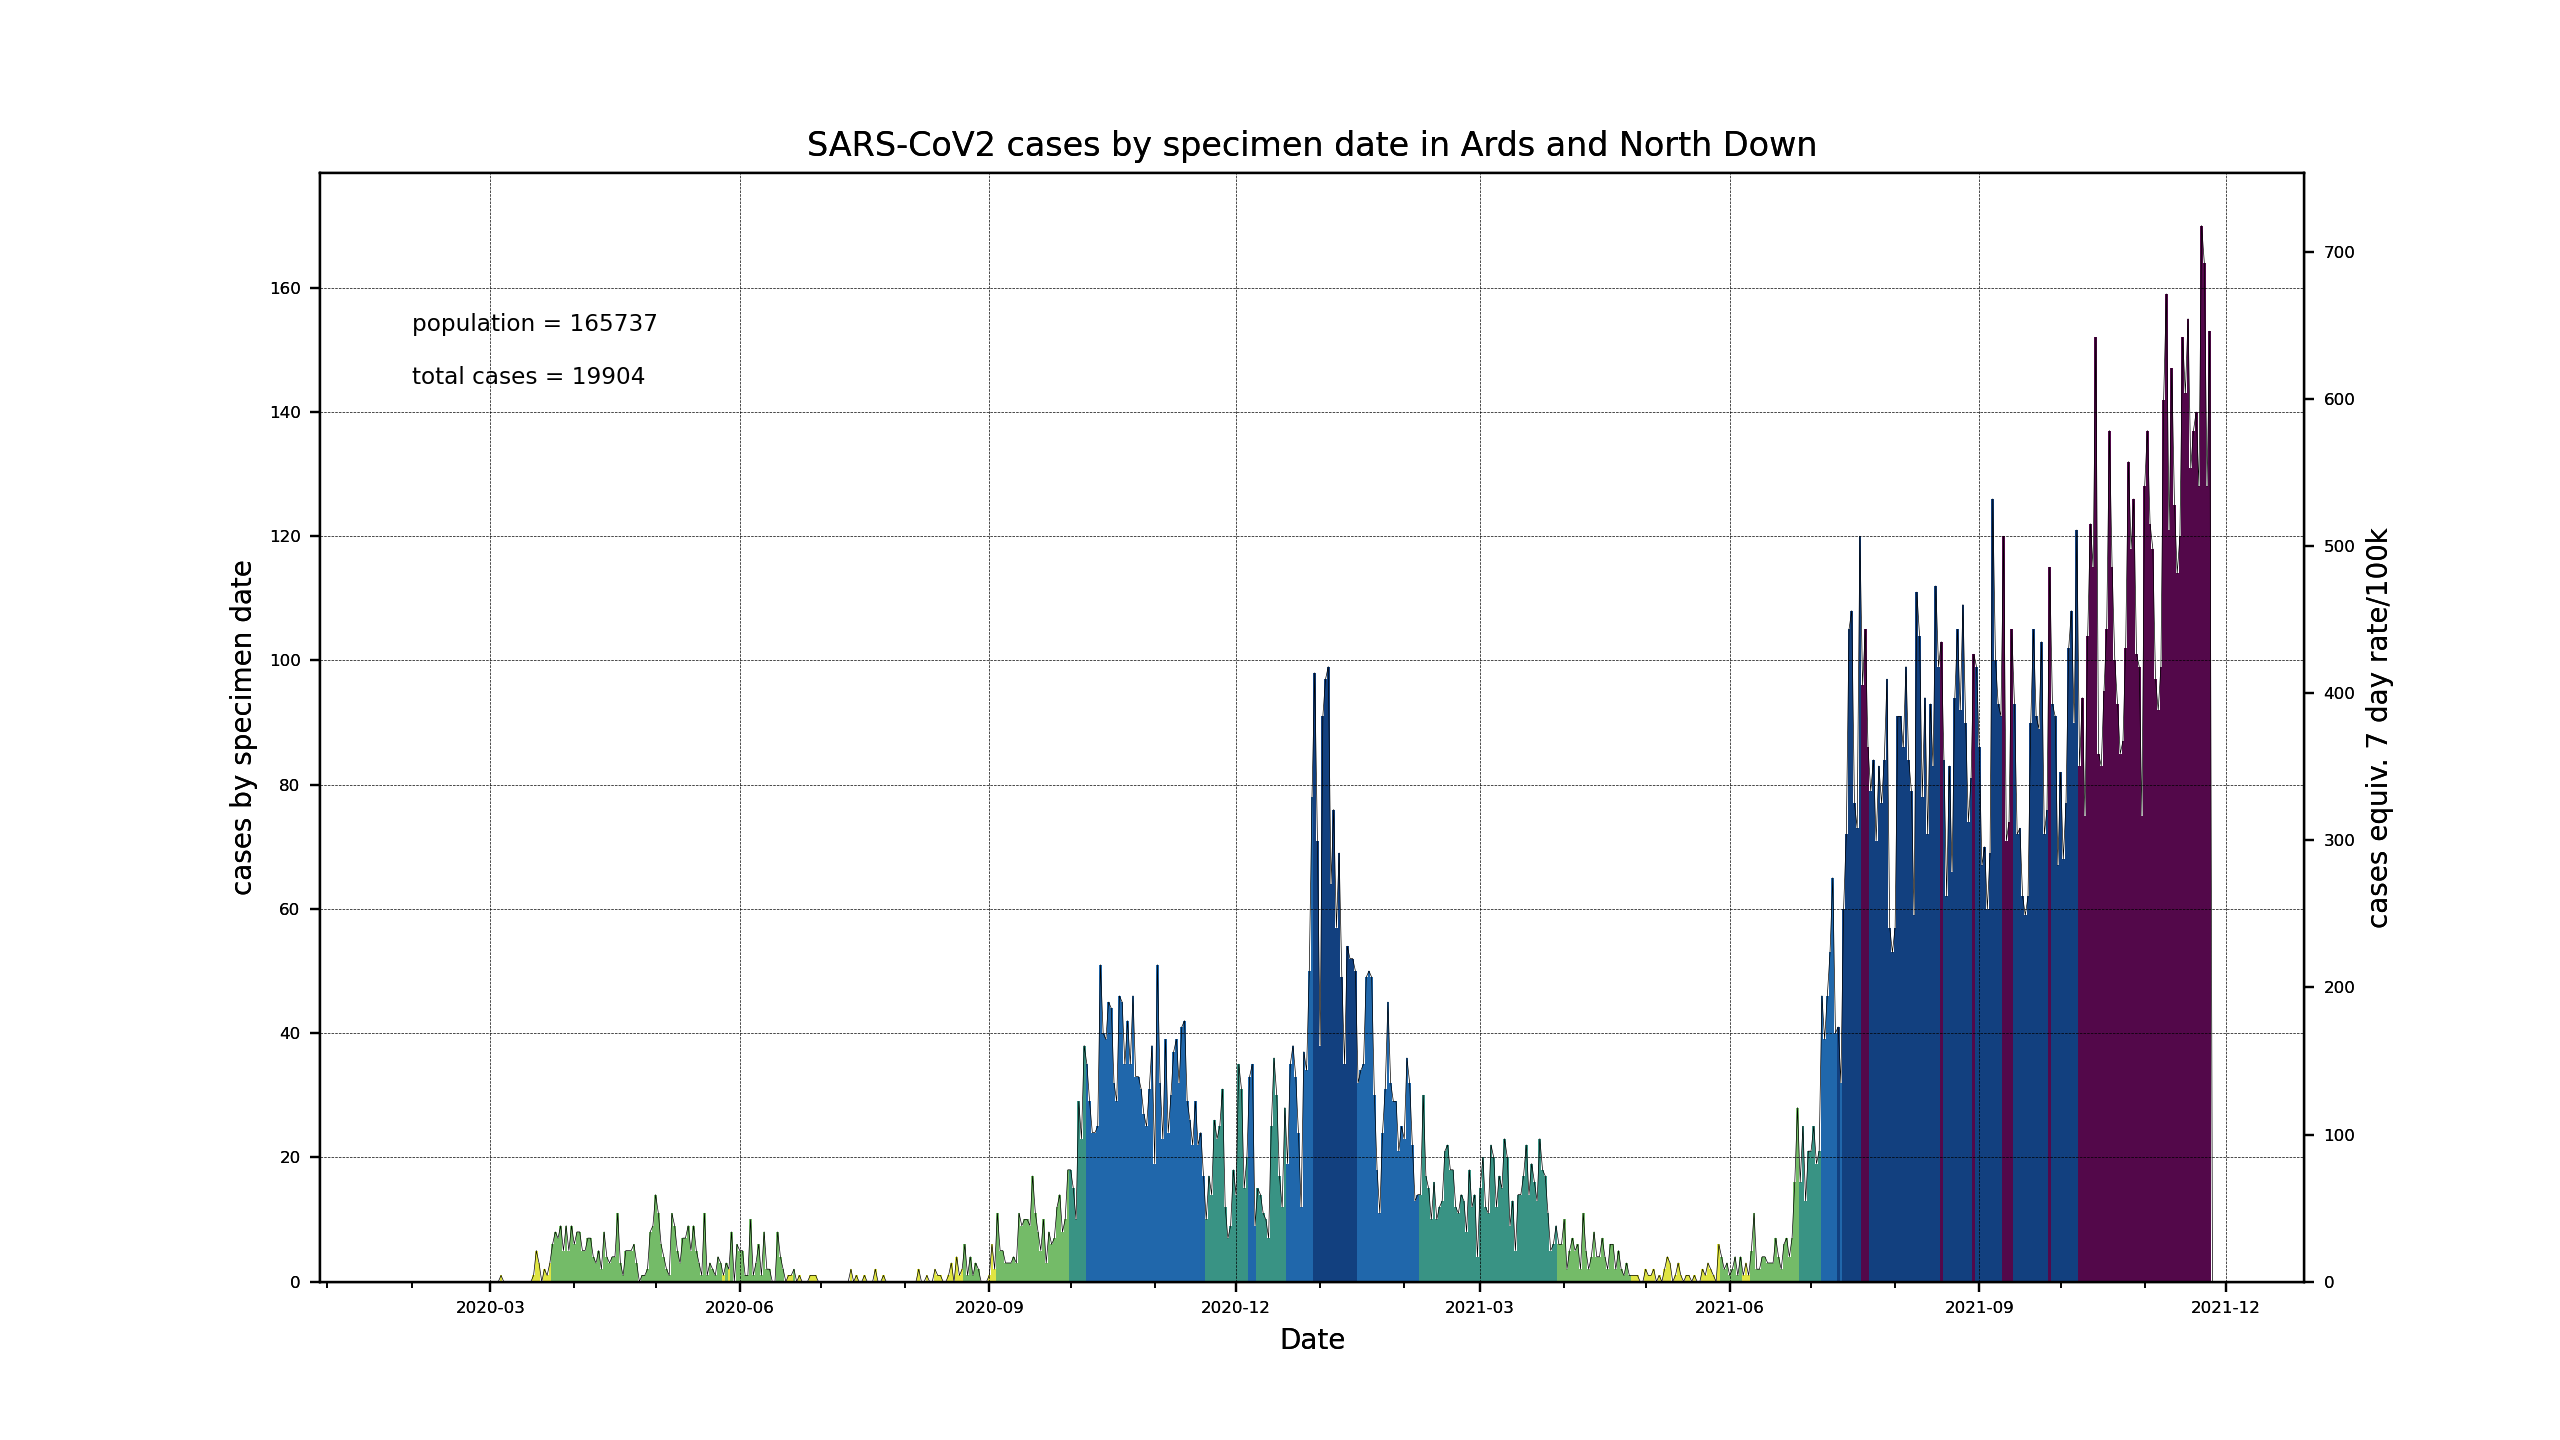 SARS-CoV2 cases by specimen date in Ards and North Down
population = 165737
total cases = 19904
cases by specimen date
160
140
120
100
80
60
40
20
0
700
600
500
400
300
200
100
0
cases equiv. 7 day rate/100k
2020-03 2020-06 2020-09 2020-12 2021-03 2021-06 2021-09 2021-12
Date